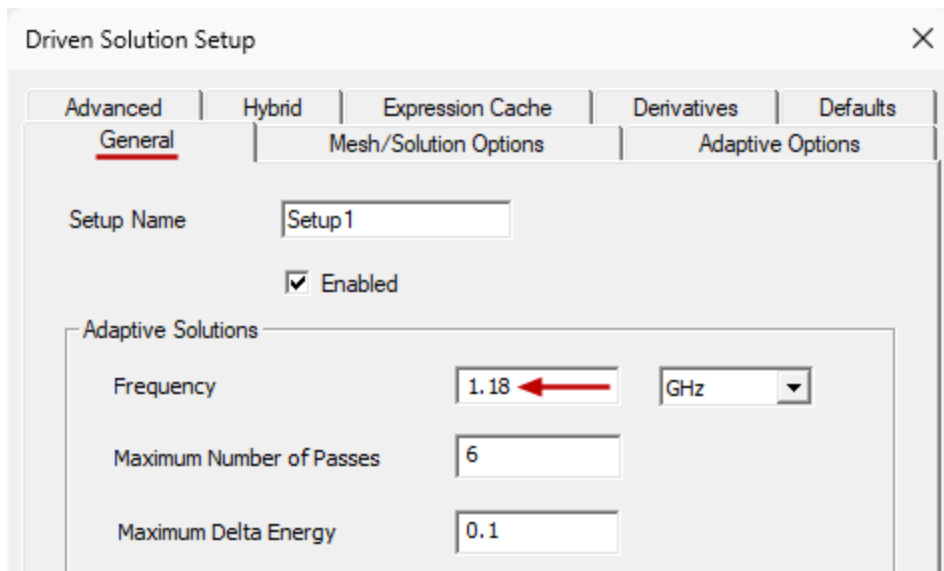 Driven Solution Setup
Advanced Hybrid Expression Cache Derivatives Defaults
General Mesh/Solution Options Adaptive Options
Setup Name Setup1
Enabled
Adaptive Solutions
Frequency 1.18 GHz
Maximum Number of Passes 6
Maximum Delta Energy 0.1